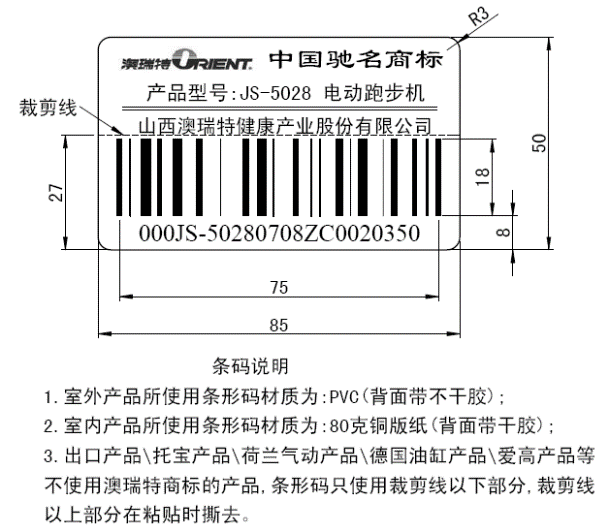 R3
澳瑞特ORIENT. 中国驰名商标
产品型号:JS-5028 电动跑步机
裁剪线
山西澳瑞特健康产业股份有限公司
50
27
18
8
000JS-50280708ZC0020350
75
85
条码说明
1. 室外产品所使用条形码材质为:PVC(背面带不干胶);
2. 室内产品所使用条形码材质为:80克铜版纸(背面带干胶);
3. 出口产品\托宝产品\荷兰气动产品\德国油缸产品\爱高产品等
不使用澳瑞特商标的产品,条形码只使用裁剪线以下部分,裁剪线
以上部分在粘贴时撕去。